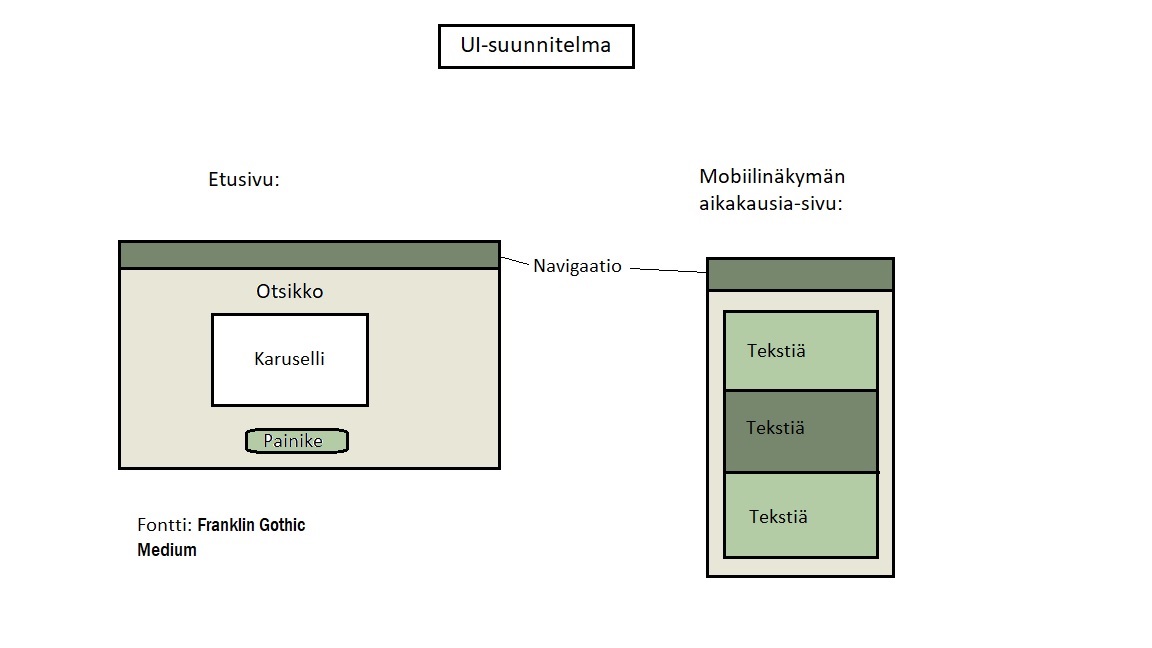 UI-suunnitelma
Etusivu:
Mobiilinäkymän
aikakausia-sivu:
Navigaatio
Otsikko
Karuselli
Painike
Tekstiä
Tekstiä
Tekstiä
Fontti: Franklin Gothic
Medium